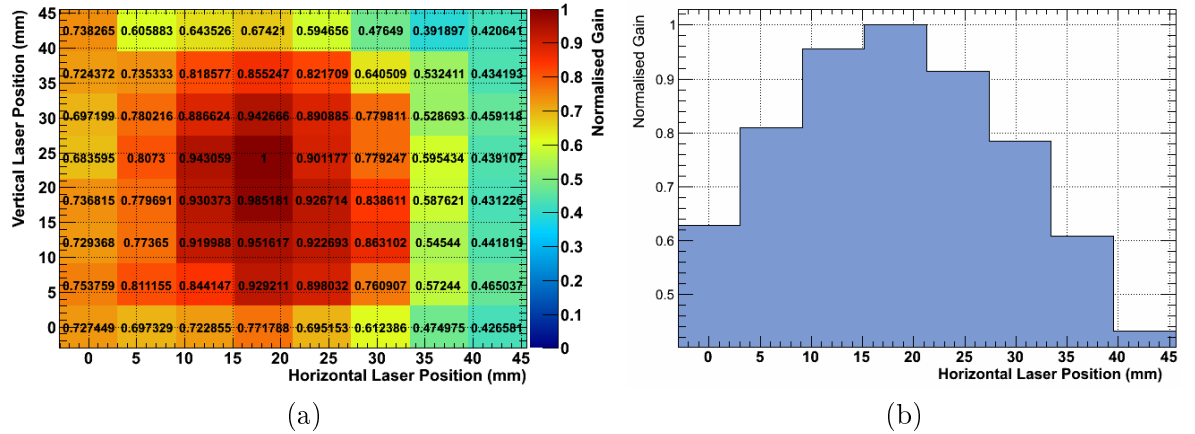 45
40
35
30
25
20
15
10
5
0
Vertical Laser Position (mm)
0.738265 0.605883 0.643526 0.67421 0.594656 0.47649 0.391897 0.420641
0.724372 0.735333 0.818577 0.855247 0.821709 0.640509 0.532411 0.434193
0.697199 0.780216 0.886624 0.942666 0.890885 0.779811 0.528693 0.459118
0.683595 0.8073 0.943059 1 0.901177 0.779247 0.595434 0.439107
0.736815 0.779691 0.930373 0.985181 0.926714 0.838611 0.587621 0.431226
0.729368 0.77365 0.919988 0.951617 0.922693 0.863102 0.54544 0.441819
0.753759 0.811155 0.844147 0.929211 0.898032 0.760907 0.57244 0.465037
0.727449 0.697329 0.722855 0.771788 0.695153 0.612386 0.474975 0.426581
0 5 10 15 20 25 30 35 40 45
Horizontal Laser Position (mm)
1
0.9
0.8
0.7
0.6
0.5
0.4
0.3
0.2
0.1
0
Normalised Gain
(a)
Normalised Gain
1
0.9
0.8
0.7
0.6
0.5
0 5 10 15 20 25 30 35 40 45
Horizontal Laser Position (mm)
(b)